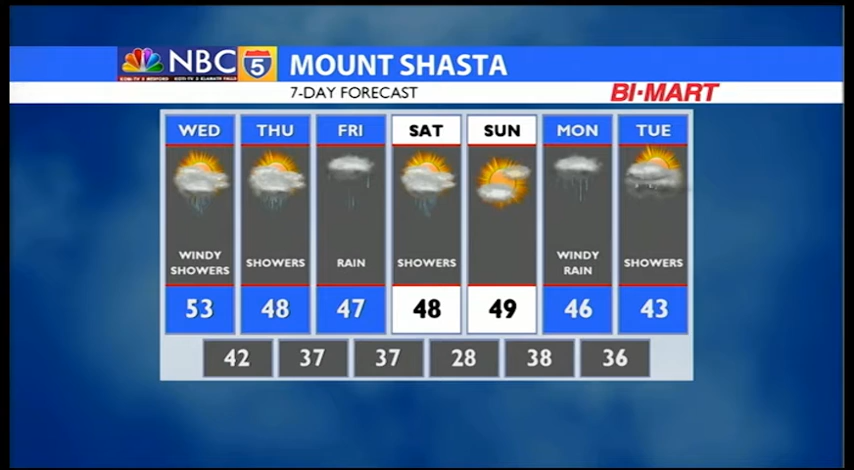 NBC 5 MOUNT SHASTA
7-DAY FORECAST BI-MART
WED THU FRI SAT SUN MON TUE
WINDY SHOWERS SHOWERS RAIN SHOWERS WINDY RAIN SHOWERS
53 48 47 48 49 46 43
42 37 37 28 38 36